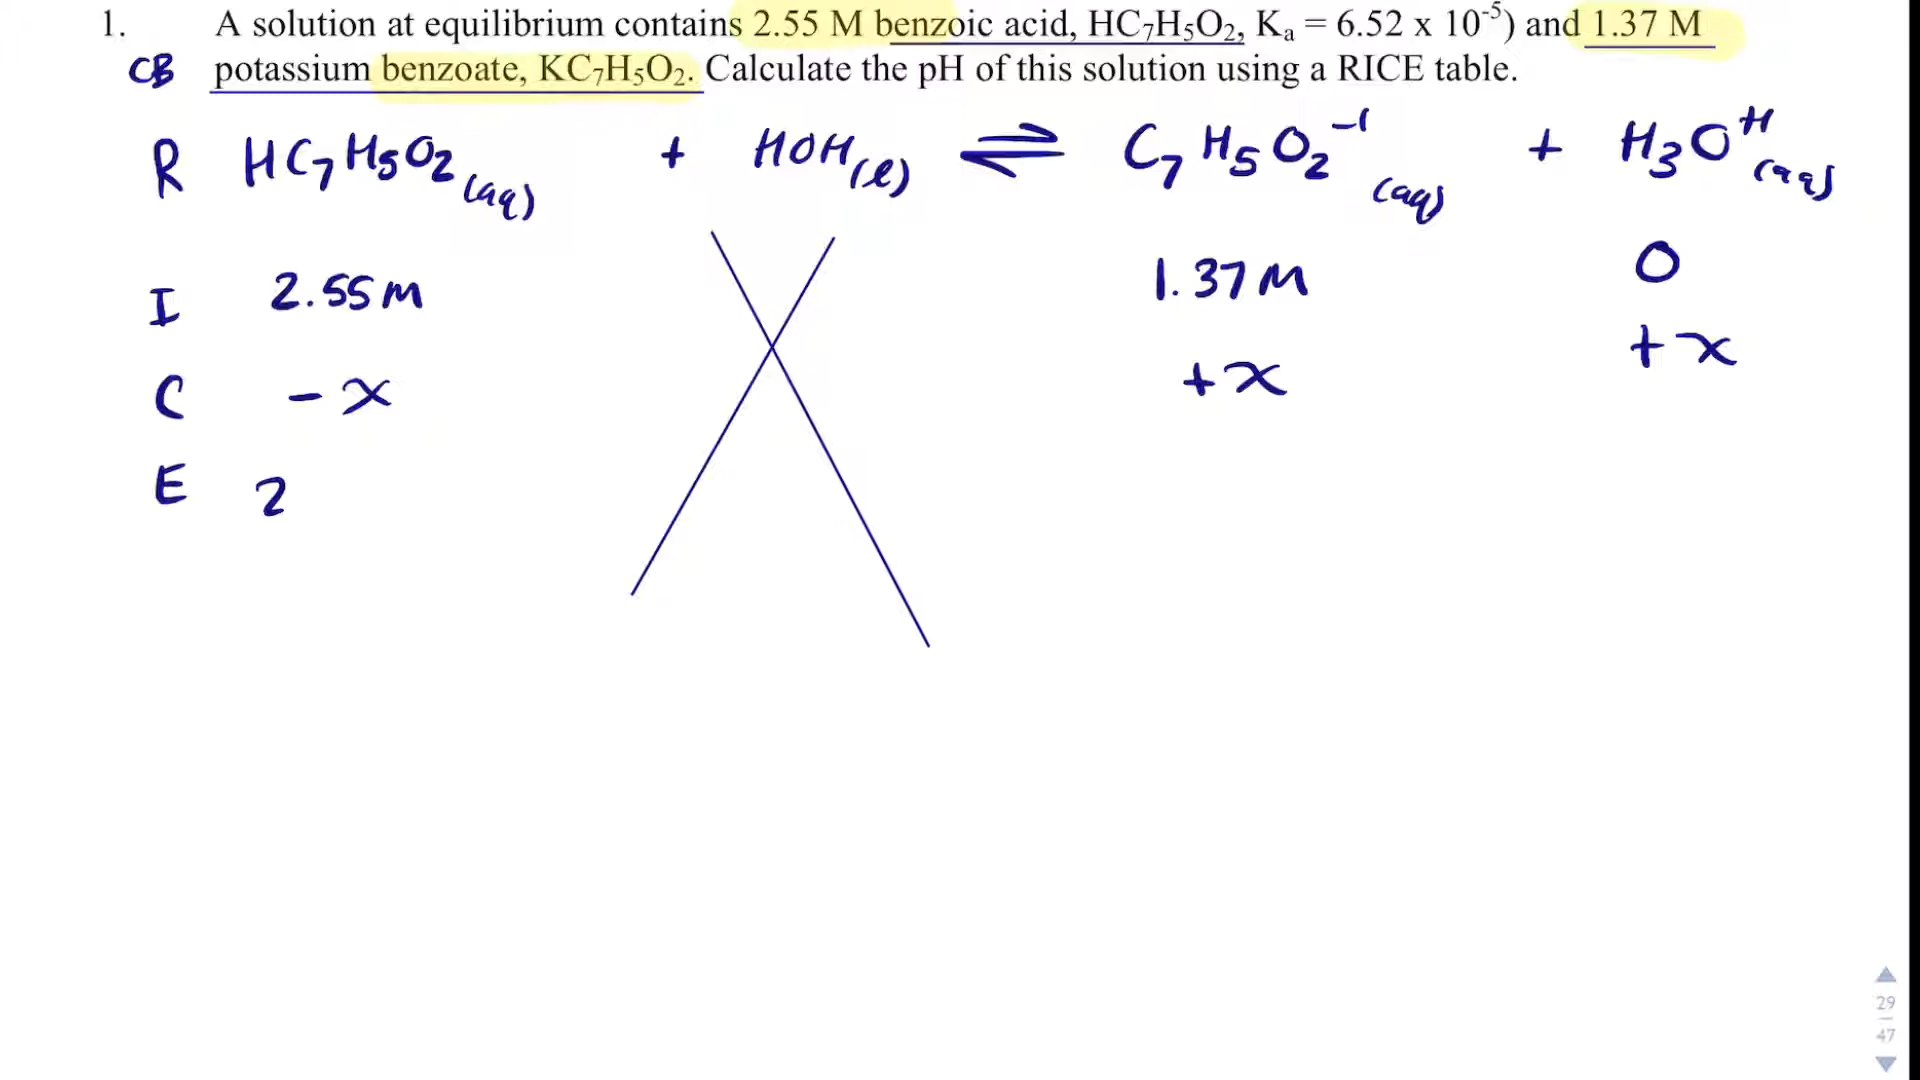 1. A solution at equilibrium contains 2.55 M benzoic acid, HC₇H₅O₂, Kₐ = 6.52 x 10⁻⁵) and 1.37 M
CB potassium benzoate, KC₇H₅O₂. Calculate the pH of this solution using a RICE table.
R HC₇H₅O₂ (aq) + HOH(l) ⇌ C₇H₅O₂⁻¹ (aq) + H₃O⁺¹ (aq)
I 2.55 M 1.37 M 0
C - x + x + x
E 2
29
47